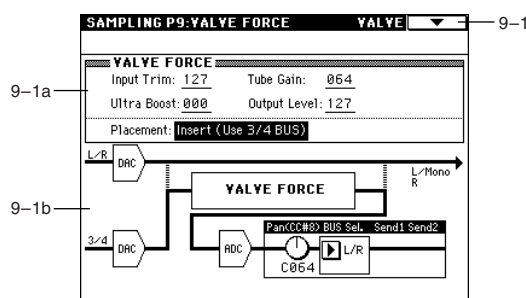 SAMPLING P9:VALVE FORCE VALVE 9–1
VALVE FORCE
Input Trim: 127 Tube Gain: 064
9–1a
Ultra Boost: 000 Output Level: 127
Placement: Insert (Use 3/4 BUS)
L/R DAC
L/Mono
R
VALVE FORCE
9–1b
Pan(CC#8) BUS Sel. Send1 Send2
3/4 DAC ADC L/R
C064